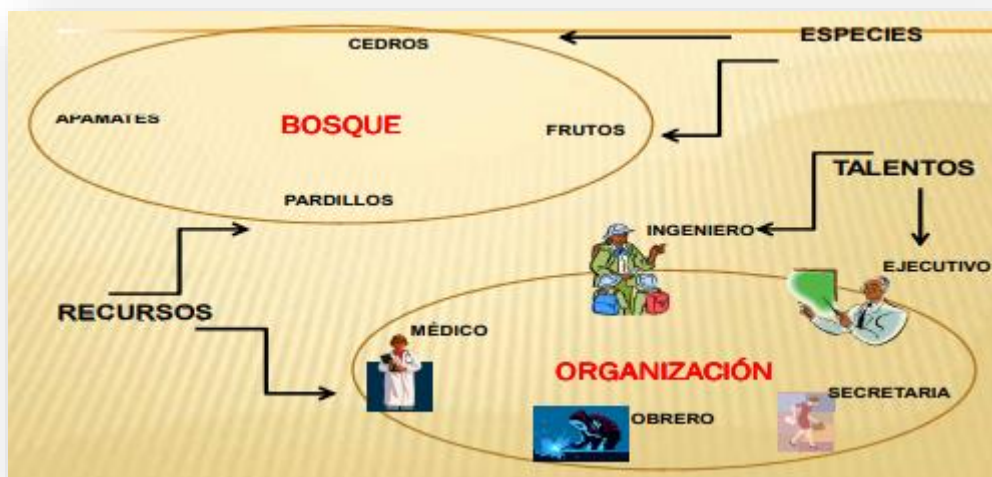 CEDROS
ESPECIES
APAMATES
BOSQUE
FRUTOS
TALENTOS
PARDILLOS
INGENIERO
EJECUTIVO
RECURSOS
MÉDICO
ORGANIZACIÓN
SECRETARIA
OBRERO